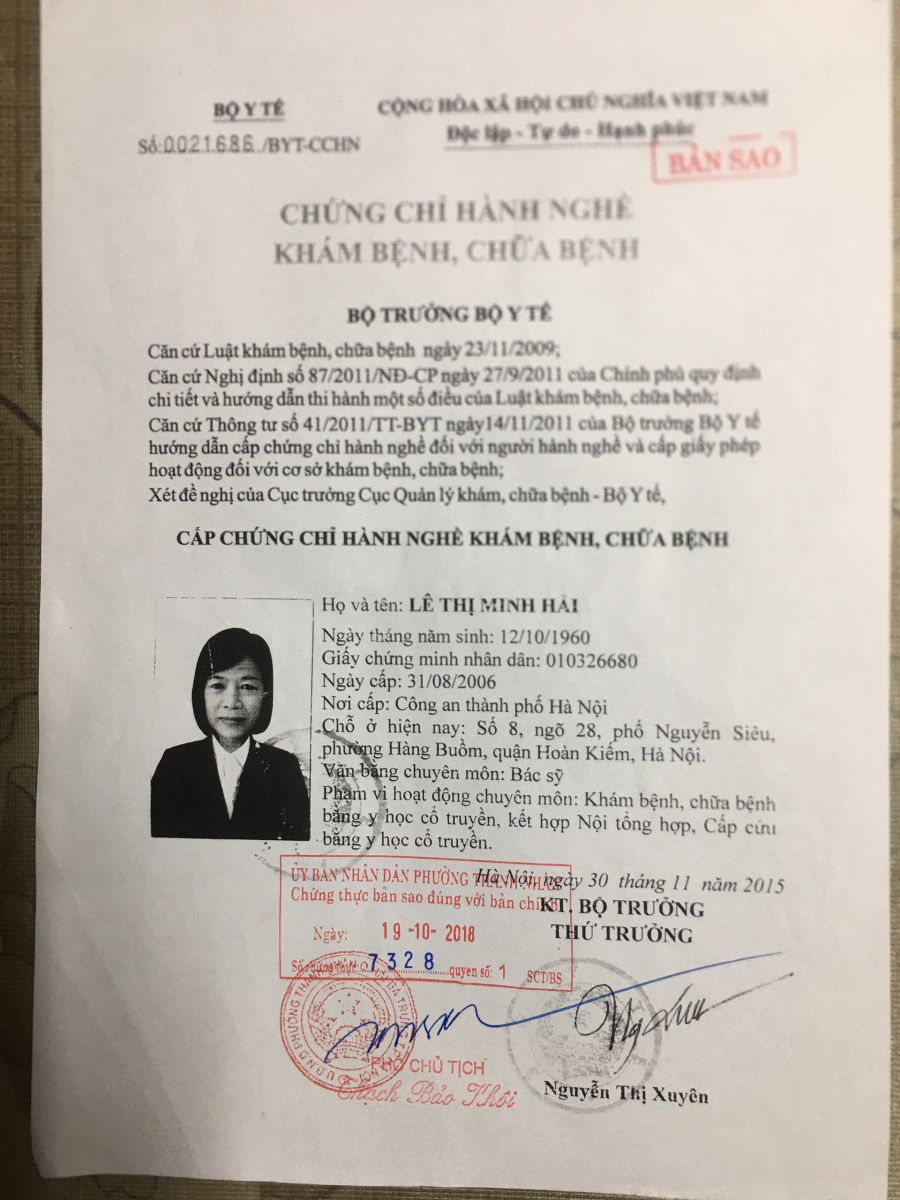 BỘ Y TẾ
CỘNG HÒA XÃ HỘI CHỦ NGHĨA VIỆT NAM
Độc lập - Tự do - Hạnh phúc
Số:0021686./BYT-CCHN
BẢN SAO
CHỨNG CHỈ HÀNH NGHỀ
KHÁM BỆNH, CHỮA BỆNH
BỘ TRƯỞNG BỘ Y TẾ
Căn cứ Luật khám bệnh, chữa bệnh ngày 23/11/2009;
Căn cứ Nghị định số 87/2011/NĐ-CP ngày 27/9/2011 của Chính phủ quy định
chi tiết và hướng dẫn thi hành một số điều của Luật khám bệnh, chữa bệnh;
Căn cứ Thông tư số 41/2011/TT-BYT ngày14/11/2011 của Bộ trưởng Bộ Y tế
hướng dẫn cấp chứng chỉ hành nghề đối với người hành nghề và cấp giấy phép
hoạt động đối với cơ sở khám bệnh, chữa bệnh;
Xét đề nghị của Cục trưởng Cục Quản lý khám, chữa bệnh - Bộ Y tế,
CẤP CHỨNG CHỈ HÀNH NGHỀ KHÁM BỆNH, CHỮA BỆNH
Họ và tên: LÊ THỊ MINH HẢI
Ngày tháng năm sinh: 12/10/1960
Giấy chứng minh nhân dân: 010326680
Ngày cấp: 31/08/2006
Nơi cấp: Công an thành phố Hà Nội
Chỗ ở hiện nay: Số 8, ngõ 28, phố Nguyễn Siêu,
phường Hàng Buồm, quận Hoàn Kiếm, Hà Nội.
Văn bằng chuyên môn: Bác sỹ
Phạm vi hoạt động chuyên môn: Khám bệnh, chữa bệnh
bằng y học cổ truyền, kết hợp Nội tổng hợp, Cấp cứu
bằng y học cổ truyền.
Hà Nội, ngày 30 tháng 11 năm 2015
KT. BỘ TRƯỞNG
THỨ TRƯỞNG
ỦY BAN NHÂN DÂN PHƯỜNG THANH NHÀN
Chứng thực bản sao đúng với bản chính
Ngày: 19-10-2018
Số chứng thực 7328 quyển số: 1 SCT/BS
PHÓ CHỦ TỊCH
Thạch Bảo Khôi
Nguyễn Thị Xuyên